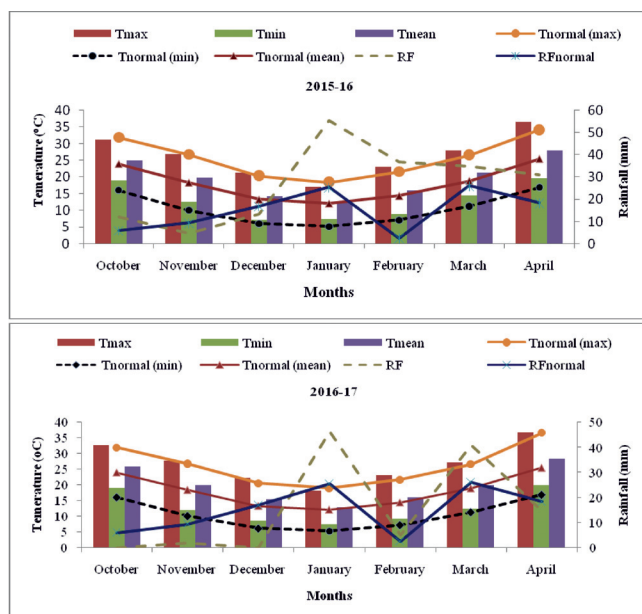 Tmax Tmin Tmean Tnormal (max)
Tnormal (min) Tnormal (mean) RF RFnormal
2015-16
Temerature (°C)
40
35
30
25
20
15
10
5
0
Rainfall (mm)
60
50
40
30
20
10
0
October November December January February March April
Months
Tmax Tmin Tmean Tnormal (max)
Tnormal (min) Tnormal (mean) RF RFnormal
2016-17
Temerature (oC)
40
35
30
25
20
15
10
5
0
Rainfall (mm)
50
40
30
20
10
0
October November December January February March April
Months